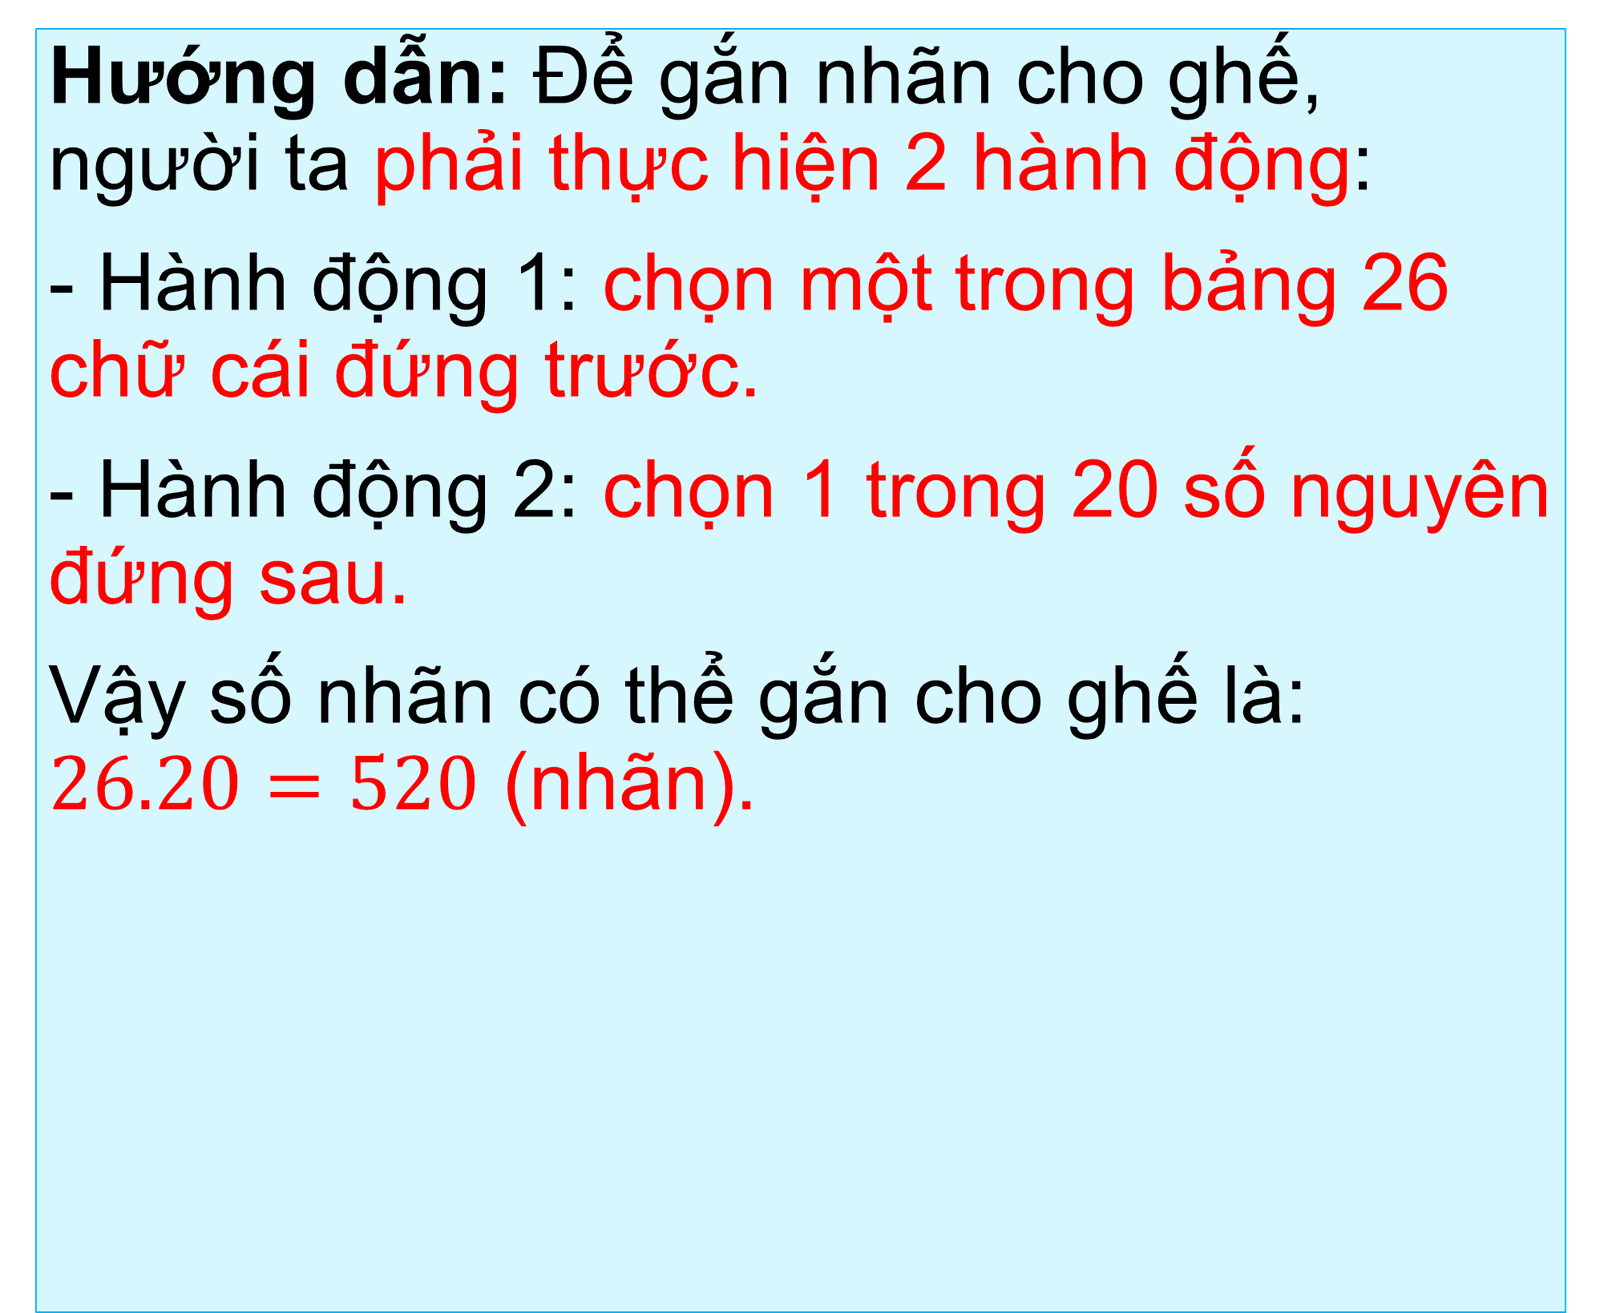 Hướng dẫn: Để gắn nhãn cho ghế,
người ta phải thực hiện 2 hành động:
- Hành động 1: chọn một trong bảng 26
chữ cái đứng trước.
- Hành động 2: chọn 1 trong 20 số nguyên
đứng sau.
Vậy số nhãn có thể gắn cho ghế là:
26.20 = 520 (nhãn).